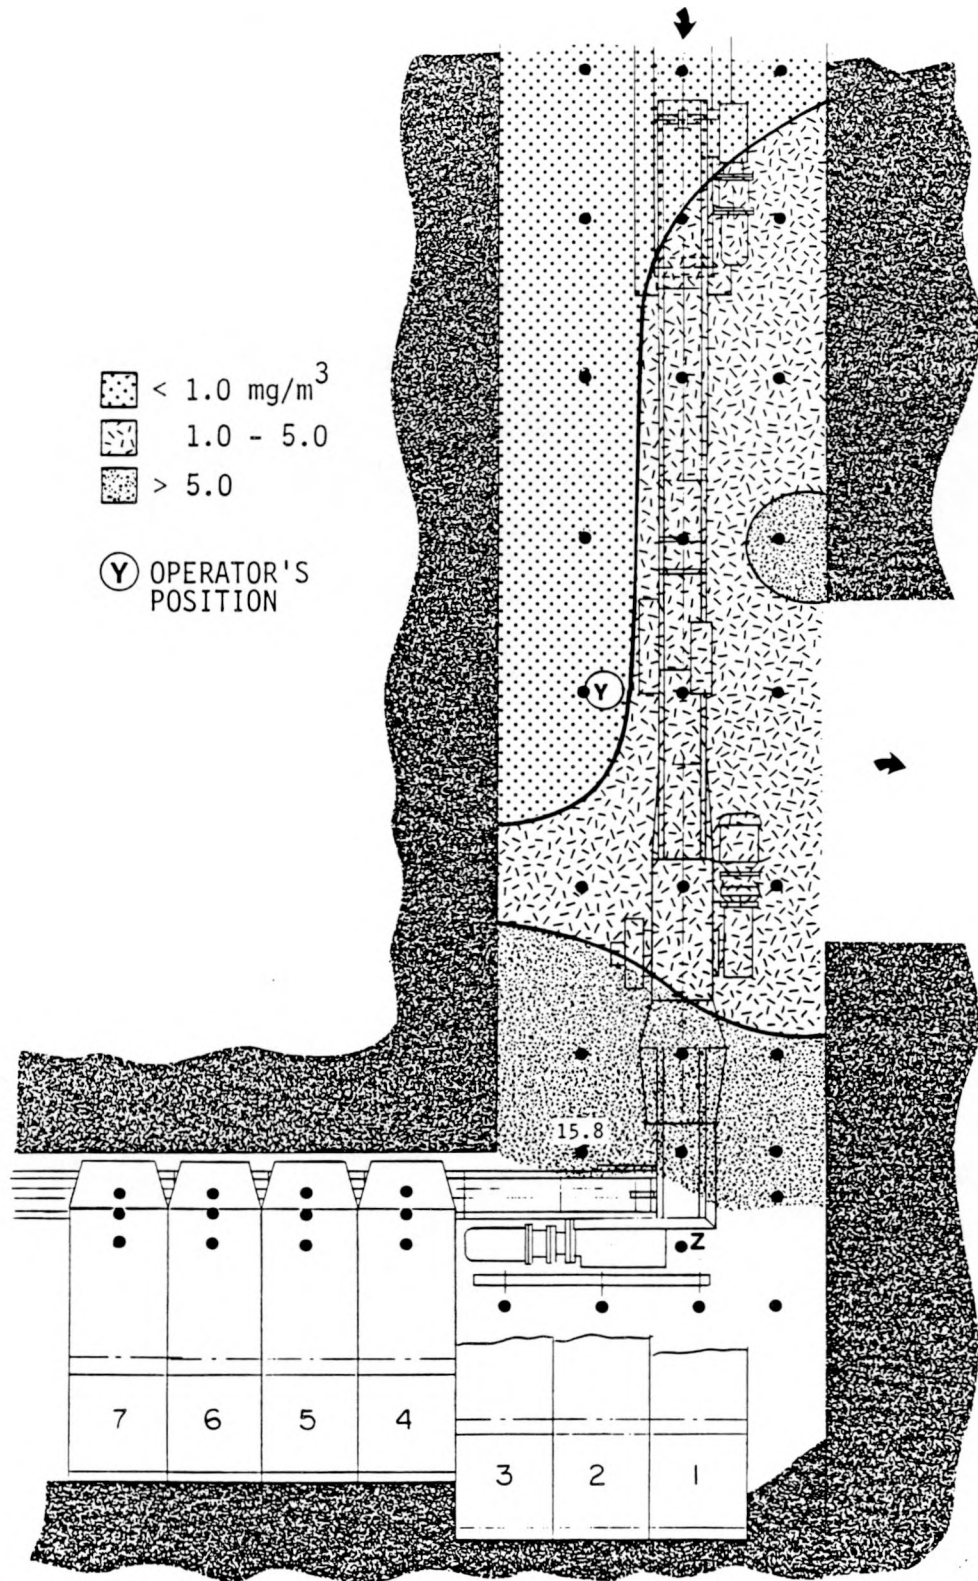 < 1.0 mg/m³
1.0 - 5.0
> 5.0
Y OPERATOR'S
POSITION
Y
15.8
Z
7 6 5 4
3 2 1